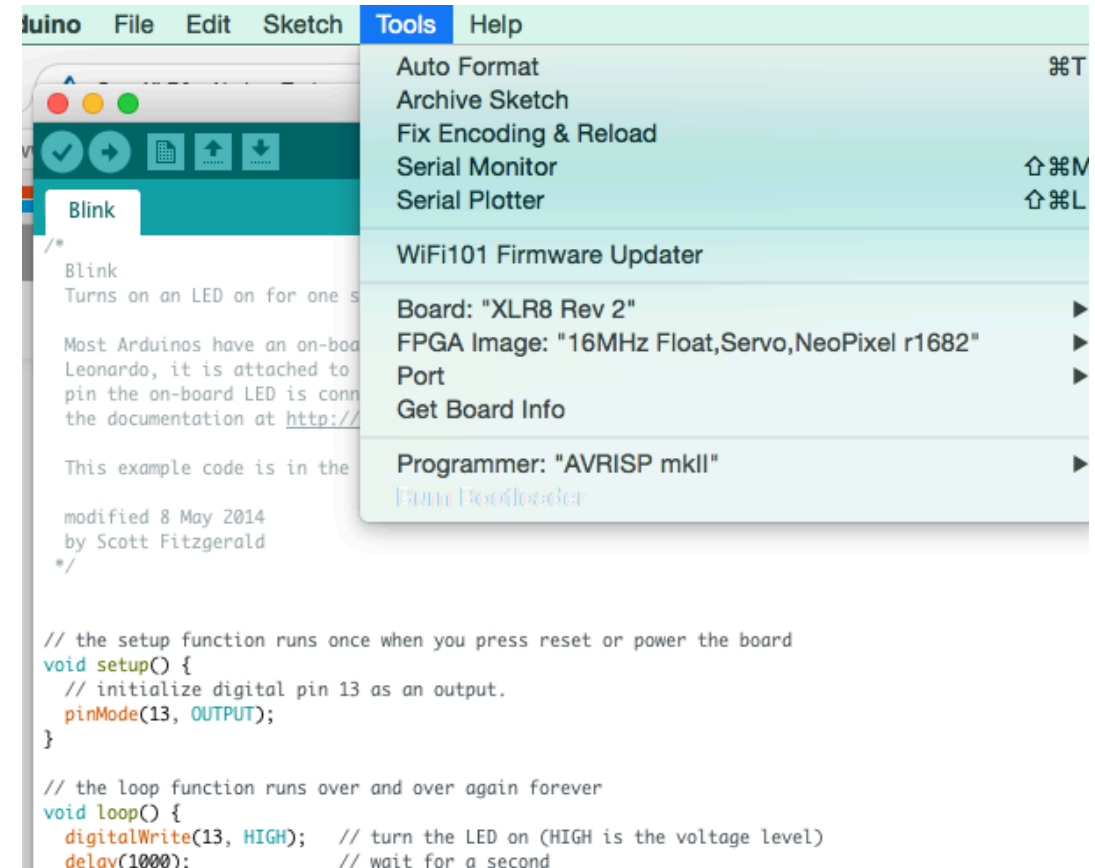 duino File Edit Sketch Tools Help
Auto Format ⌘T
Archive Sketch
Fix Encoding & Reload
Serial Monitor ⇧⌘M
Serial Plotter ⇧⌘L
WiFi101 Firmware Updater
Board: "XLR8 Rev 2"
FPGA Image: "16MHz Float,Servo,NeoPixel r1682"
Port
Get Board Info
Programmer: "AVRISP mkII"
Burn Bootloader
Blink
/*
Blink
Turns on an LED on for one s
Most Arduinos have an on-boa
Leonardo, it is attached to
pin the on-board LED is conn
the documentation at http://
This example code is in the
modified 8 May 2014
by Scott Fitzgerald
*/
// the setup function runs once when you press reset or power the board
void setup() {
// initialize digital pin 13 as an output.
pinMode(13, OUTPUT);
}
// the loop function runs over and over again forever
void loop() {
digitalWrite(13, HIGH); // turn the LED on (HIGH is the voltage level)
delay(1000); // wait for a second